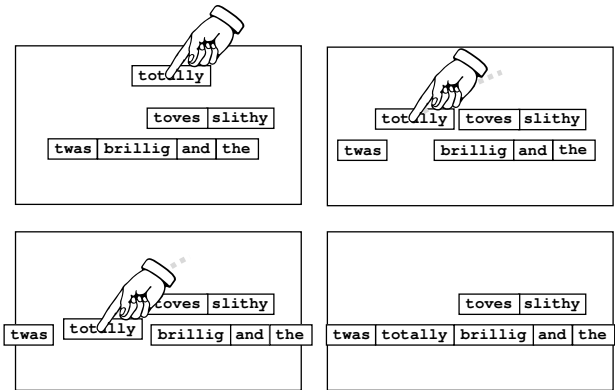 totally
toves slithy
twas brillig and the
totally toves slithy
twas brillig and the
toves slithy
twas totally brillig and the
toves slithy
twas totally brillig and the